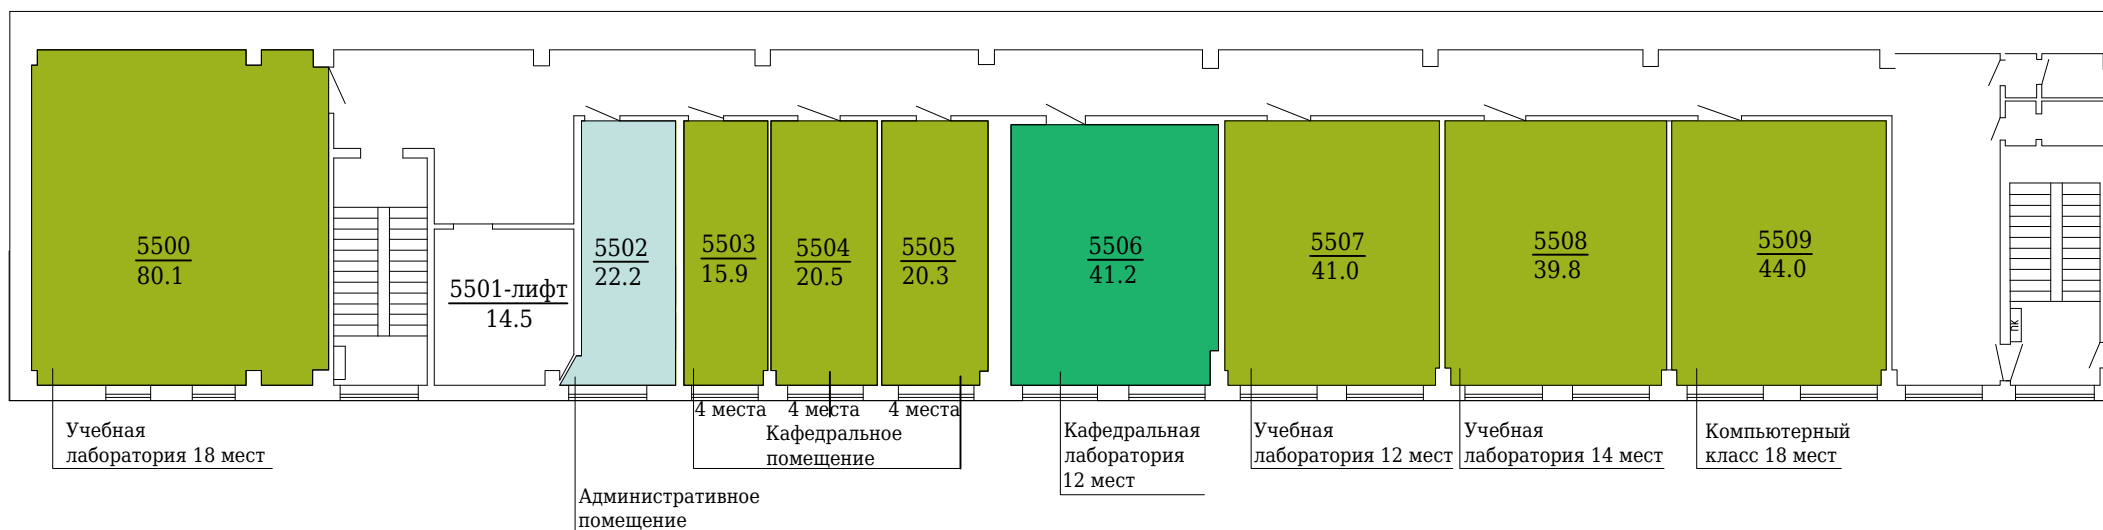 5500
80.1
5501-лифт
14.5
5502
22.2
5503
15.9
5504
20.5
5505
20.3
5506
41.2
5507
41.0
5508
39.8
5509
44.0
ПК
4 места
4 места
4 места
Учебная
лаборатория 18 мест
Административное
помещение
Кафедральное
помещение
Кафедральная
лаборатория
12 мест
Учебная
лаборатория 12 мест
Учебная
лаборатория 14 мест
Компьютерный
класс 18 мест